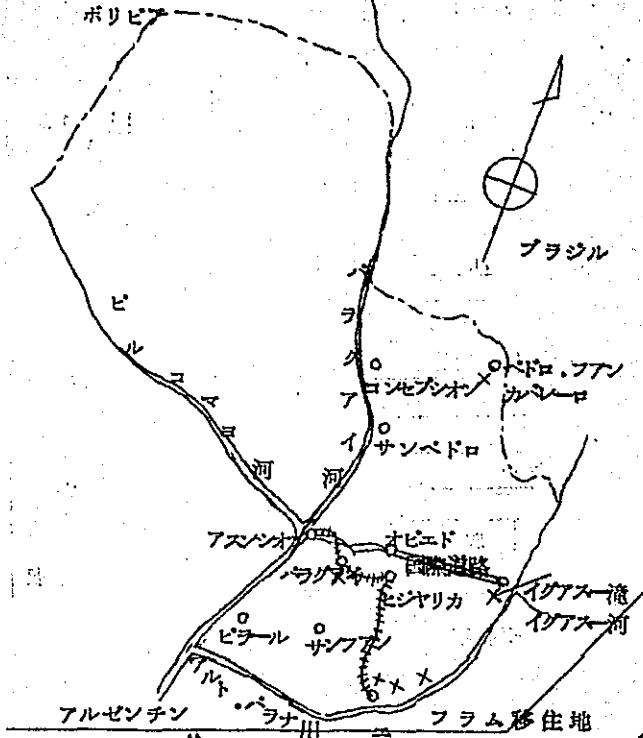 ボリビア
ブラジル
パラグアイ河
ピルコマヨ河
コンセプシオン
ペドロ・フアン
カバレーロ
サンペドロ
アスンシオン
オビエド
国際道路
パラグアリ
ビジヤリカ
イグアスー滝
イグアスー河
ピラール
サンフアン
アルト・パラナ川
アルゼンチン
フラム移住地